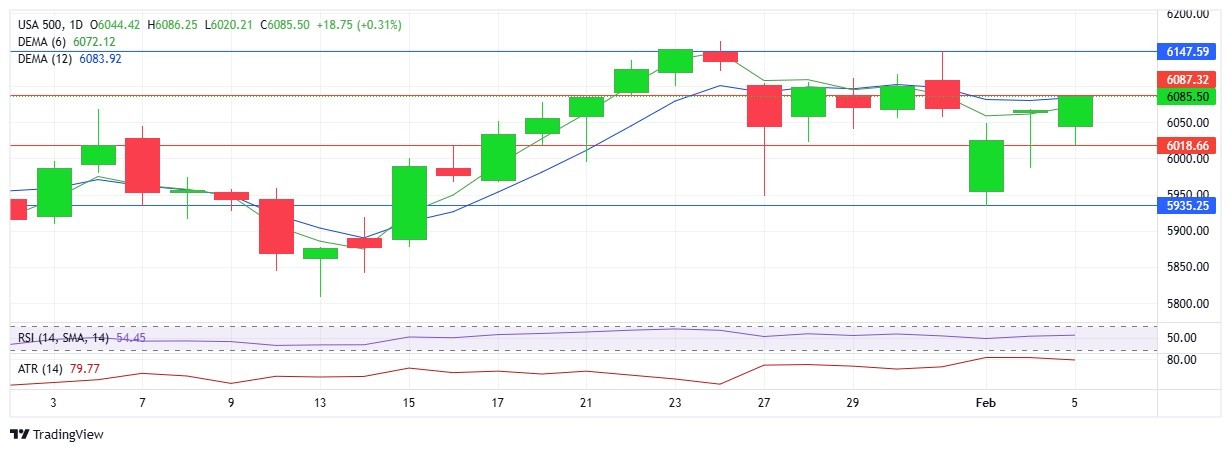 USA 500, 1D O6044.42 H6086.25 L6020.21 C6085.50 +18.75 (+0.31%)
DEMA (6) 6072.12
DEMA (12) 6083.92
6200.00
6147.59
6087.32
6085.50
6050.00
6018.66
6000.00
5950.00
5935.25
5900.00
5850.00
5800.00
RSI (14, SMA, 14) 54.45
50.00
80.00
ATR (14) 79.77
3 7 9 13 15 17 21 23 27 29 Feb 5
TradingView